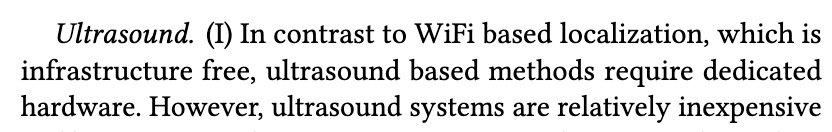 Ultrasound. (I) In contrast to WiFi based localization, which is
infrastructure free, ultrasound based methods require dedicated
hardware. However, ultrasound systems are relatively inexpensive